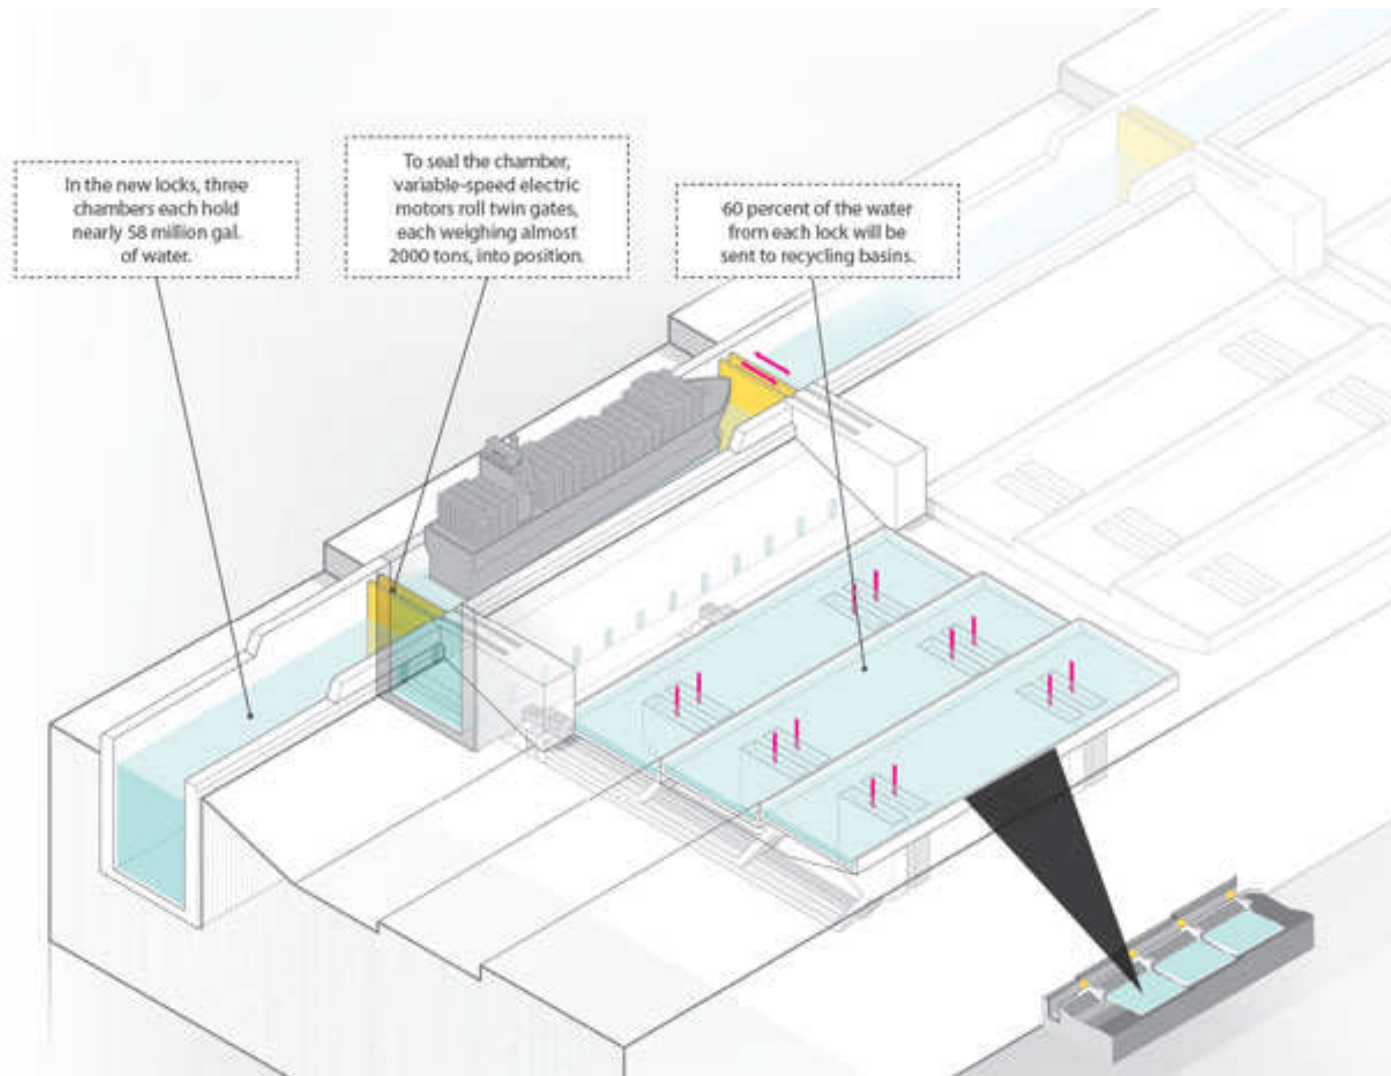 In the new locks, three
chambers each hold
nearly 58 million gal.
of water.
To seal the chamber,
variable-speed electric
motors roll twin gates,
each weighing almost
2000 tons, into position.
60 percent of the water
from each lock will be
sent to recycling basins.